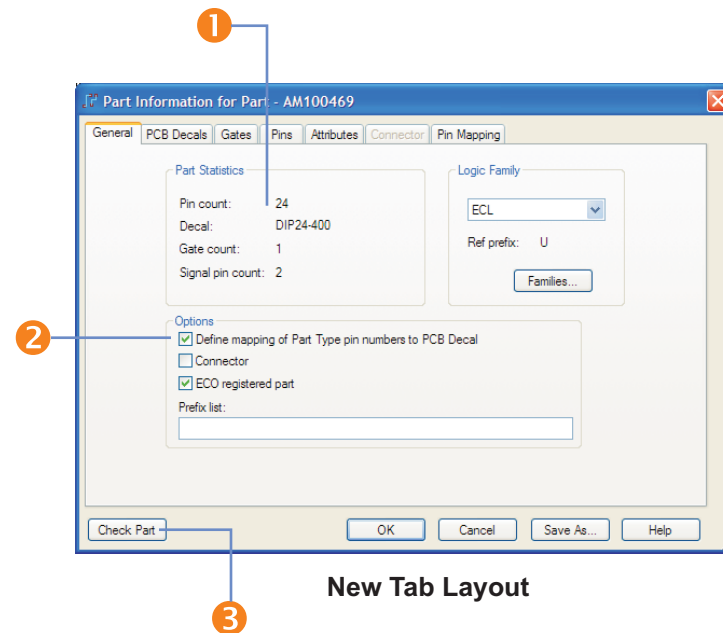 1
Part Information for Part - AM100469
General PCB Decals Gates Pins Attributes Connector Pin Mapping
Part Statistics
Pin count: 24
Decal: DIP24-400
Gate count: 1
Signal pin count: 2
Logic Family
ECL
Ref prefix: U
Families...
2
Options
Define mapping of Part Type pin numbers to PCB Decal
Connector
ECO registered part
Prefix list:
Check Part OK Cancel Save As... Help
New Tab Layout
3